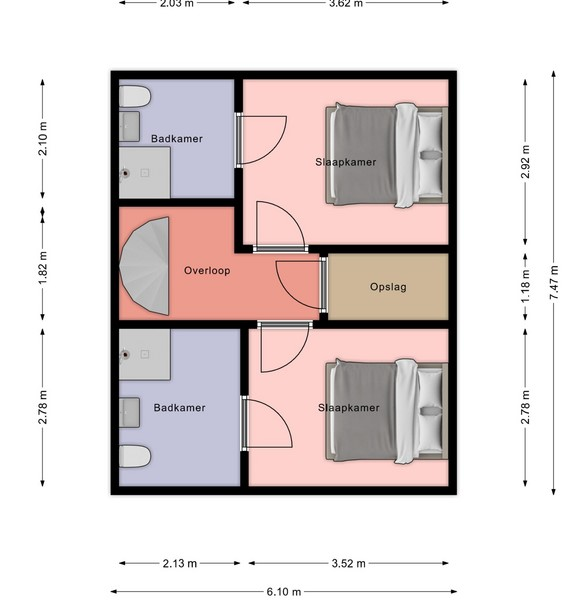 2.03 m
3.62 m
2.10 m
Badkamer
Slaapkamer
2.92 m
1.82 m
Overloop
Opslag
1.18 m
7.47 m
2.78 m
Badkamer
Slaapkamer
2.78 m
2.13 m
3.52 m
6.10 m